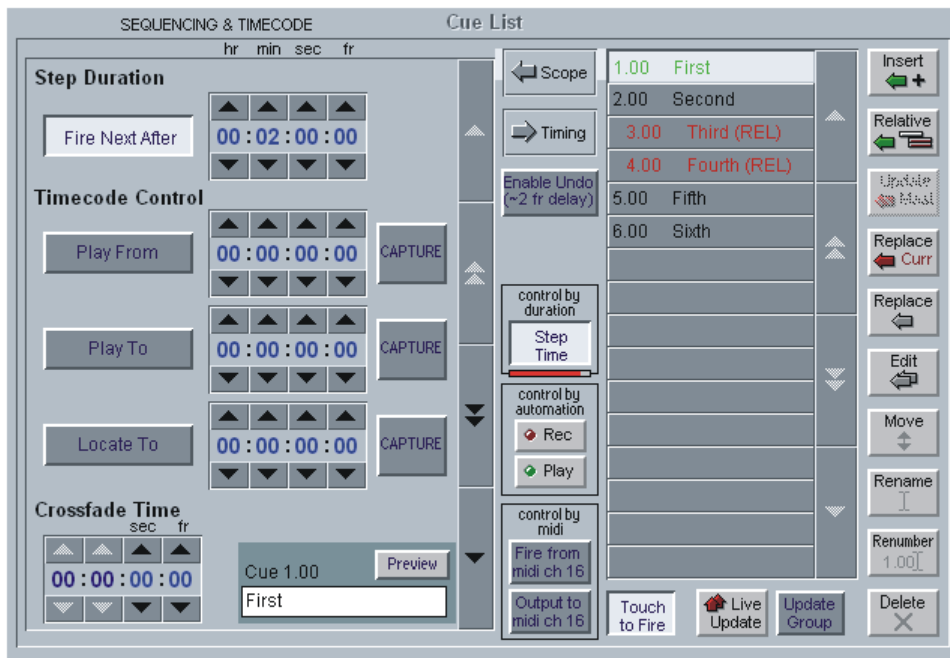 SEQUENCING & TIMECODE
Cue List
hr min sec fr
Step Duration
Fire Next After
00:02:00:00
Timecode Control
Play From
00:00:00:00
CAPTURE
Play To
00:00:00:00
CAPTURE
Locate To
00:00:00:00
CAPTURE
Crossfade Time
sec fr
00:00:00:00
Cue 1.00
Preview
First
Scope
Timing
Enable Undo
(~2 fr delay)
control by
duration
Step
Time
control by
automation
Rec
Play
control by
midi
Fire from
midi ch 16
Output to
midi ch 16
1.00 First
2.00 Second
3.00 Third (REL)
4.00 Fourth (REL)
5.00 Fifth
6.00 Sixth
Touch
to Fire
Live
Update
Update
Group
Insert
Relative
Update
Mast
Replace
Curr
Replace
Edit
Move
Rename
Renumber
1.00
Delete